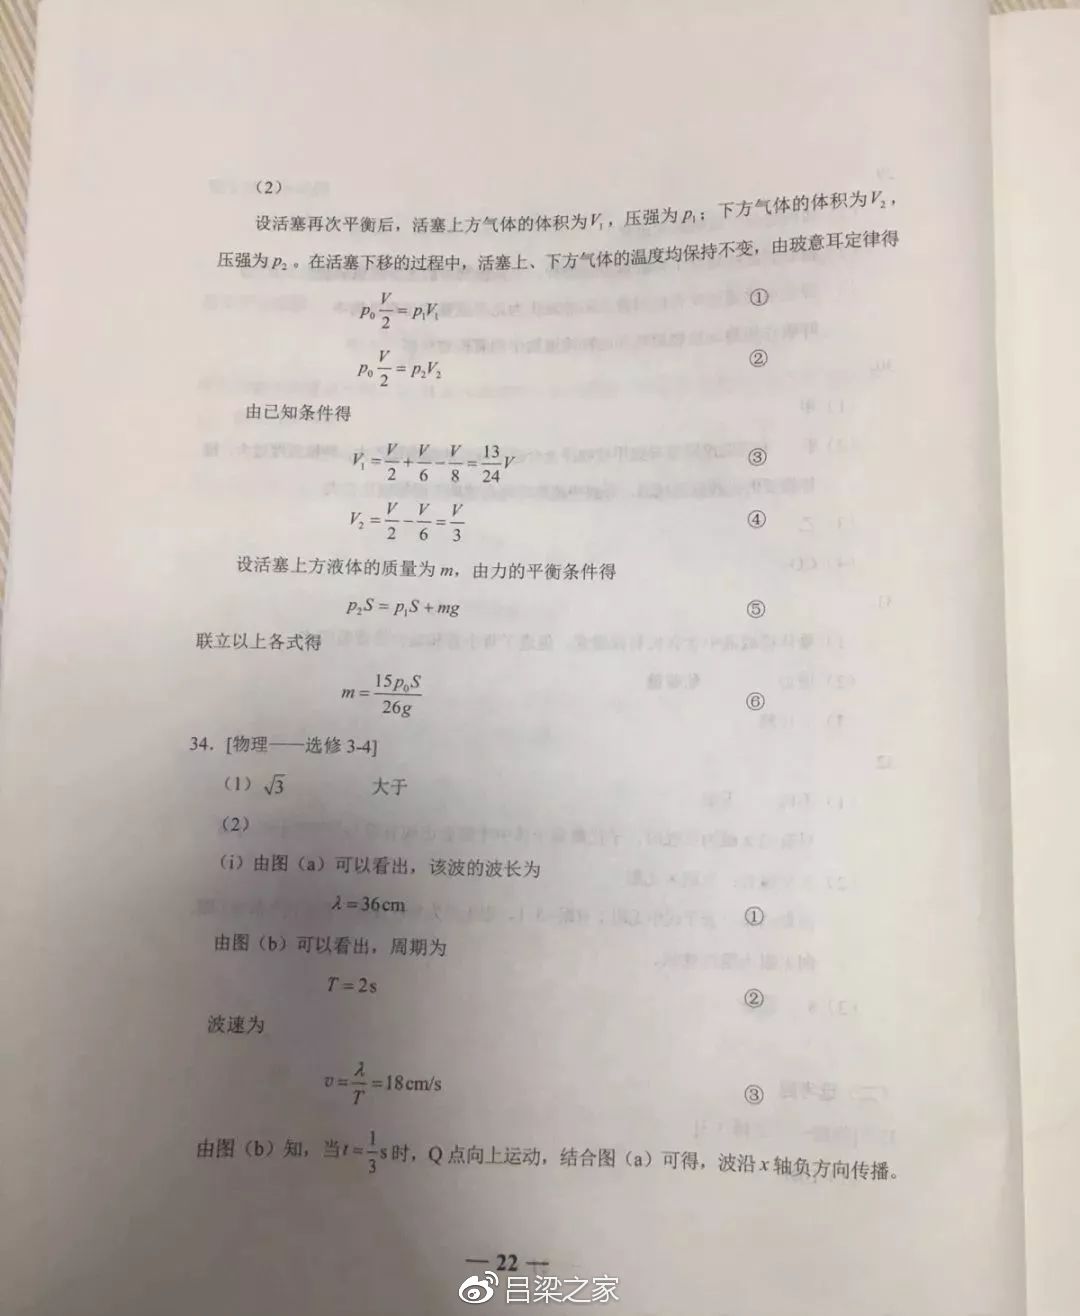 （2）
设活塞再次平衡后，活塞上方气体的体积为V₁，压强为p₁；下方气体的体积为V₂，
压强为p₂。在活塞下移的过程中，活塞上、下方气体的温度均保持不变，由玻意耳定律得
p₀ V/2 = p₁V₁ ①
p₀ V/2 = p₂V₂ ②
由已知条件得
V₁ = V/2 + V/6 − V/8 = 13/24 V ③
V₂ = V/2 − V/6 = V/3 ④
设活塞上方液体的质量为 m，由力的平衡条件得
p₂S = p₁S + mg ⑤
联立以上各式得
m = 15p₀S/26g ⑥
34．[物理——选修 3-4]
（1）√3 大于
（2）
（i）由图（a）可以看出，该波的波长为
λ = 36cm ①
由图（b）可以看出，周期为
T = 2s ②
波速为
υ = λ/T = 18cm/s ③
由图（b）知，当 t = 1/3 s 时，Q 点向上运动，结合图（a）可得，波沿 x 轴负方向传播。
— 22 —
吕梁之家